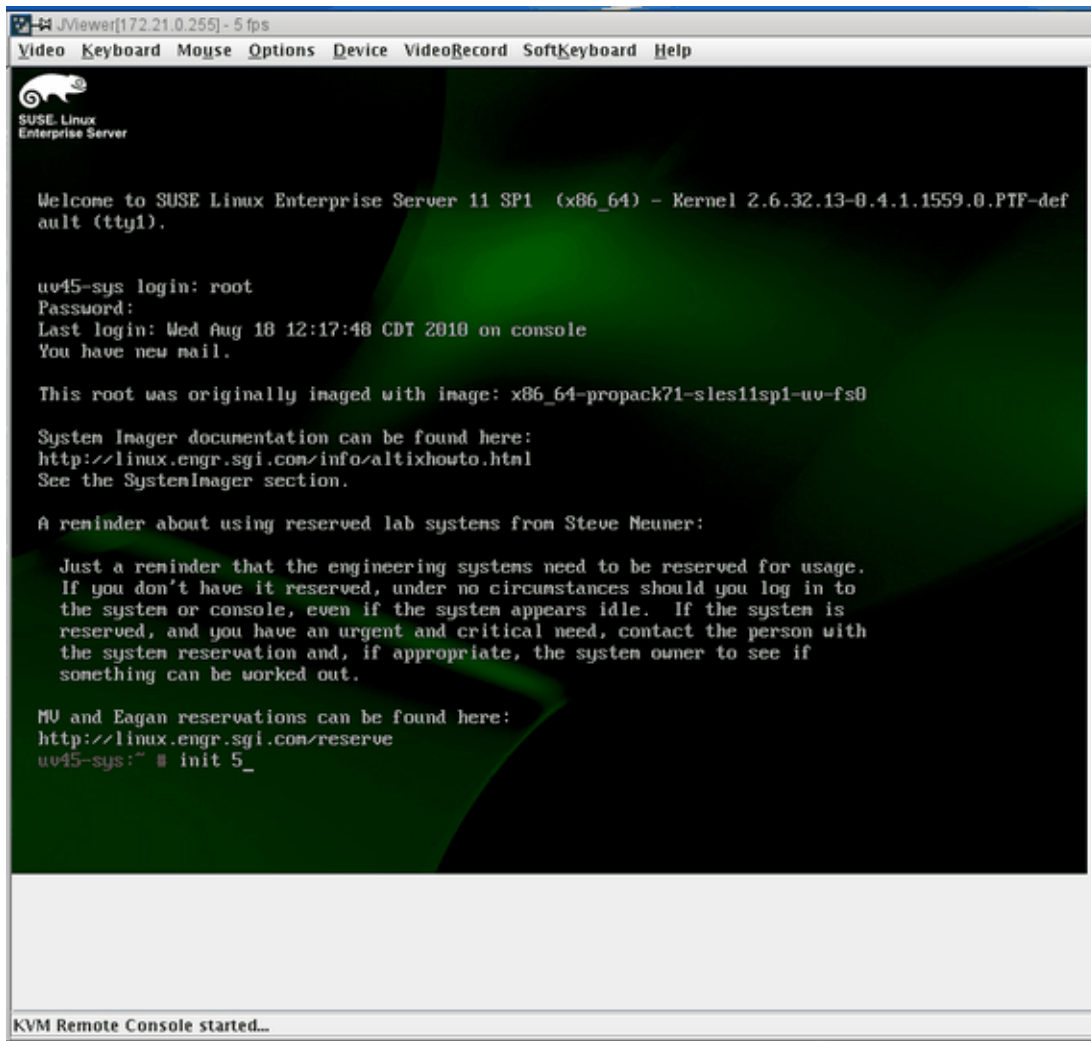 JViewer[172.21.0.255] - 5 fps
Video Keyboard Mouse Options Device VideoRecord SoftKeyboard Help
SUSE. Linux
Enterprise Server
Welcome to SUSE Linux Enterprise Server 11 SP1 (x86_64) - Kernel 2.6.32.13-0.4.1.1559.0.PTF-def
ault (tty1).
uv45-sys login: root
Password:
Last login: Wed Aug 18 12:17:48 CDT 2010 on console
You have new mail.
This root was originally imaged with image: x86_64-propack71-sles11sp1-uv-fs0
System Imager documentation can be found here:
http://linux.engr.sgi.com/info/altixhowto.html
See the SystemImager section.
A reminder about using reserved lab systems from Steve Neuner:
Just a reminder that the engineering systems need to be reserved for usage.
If you don't have it reserved, under no circumstances should you log in to
the system or console, even if the system appears idle. If the system is
reserved, and you have an urgent and critical need, contact the person with
the system reservation and, if appropriate, the system owner to see if
something can be worked out.
MV and Eagan reservations can be found here:
http://linux.engr.sgi.com/reserve
uv45-sys:~ # init 5_
KVM Remote Console started...